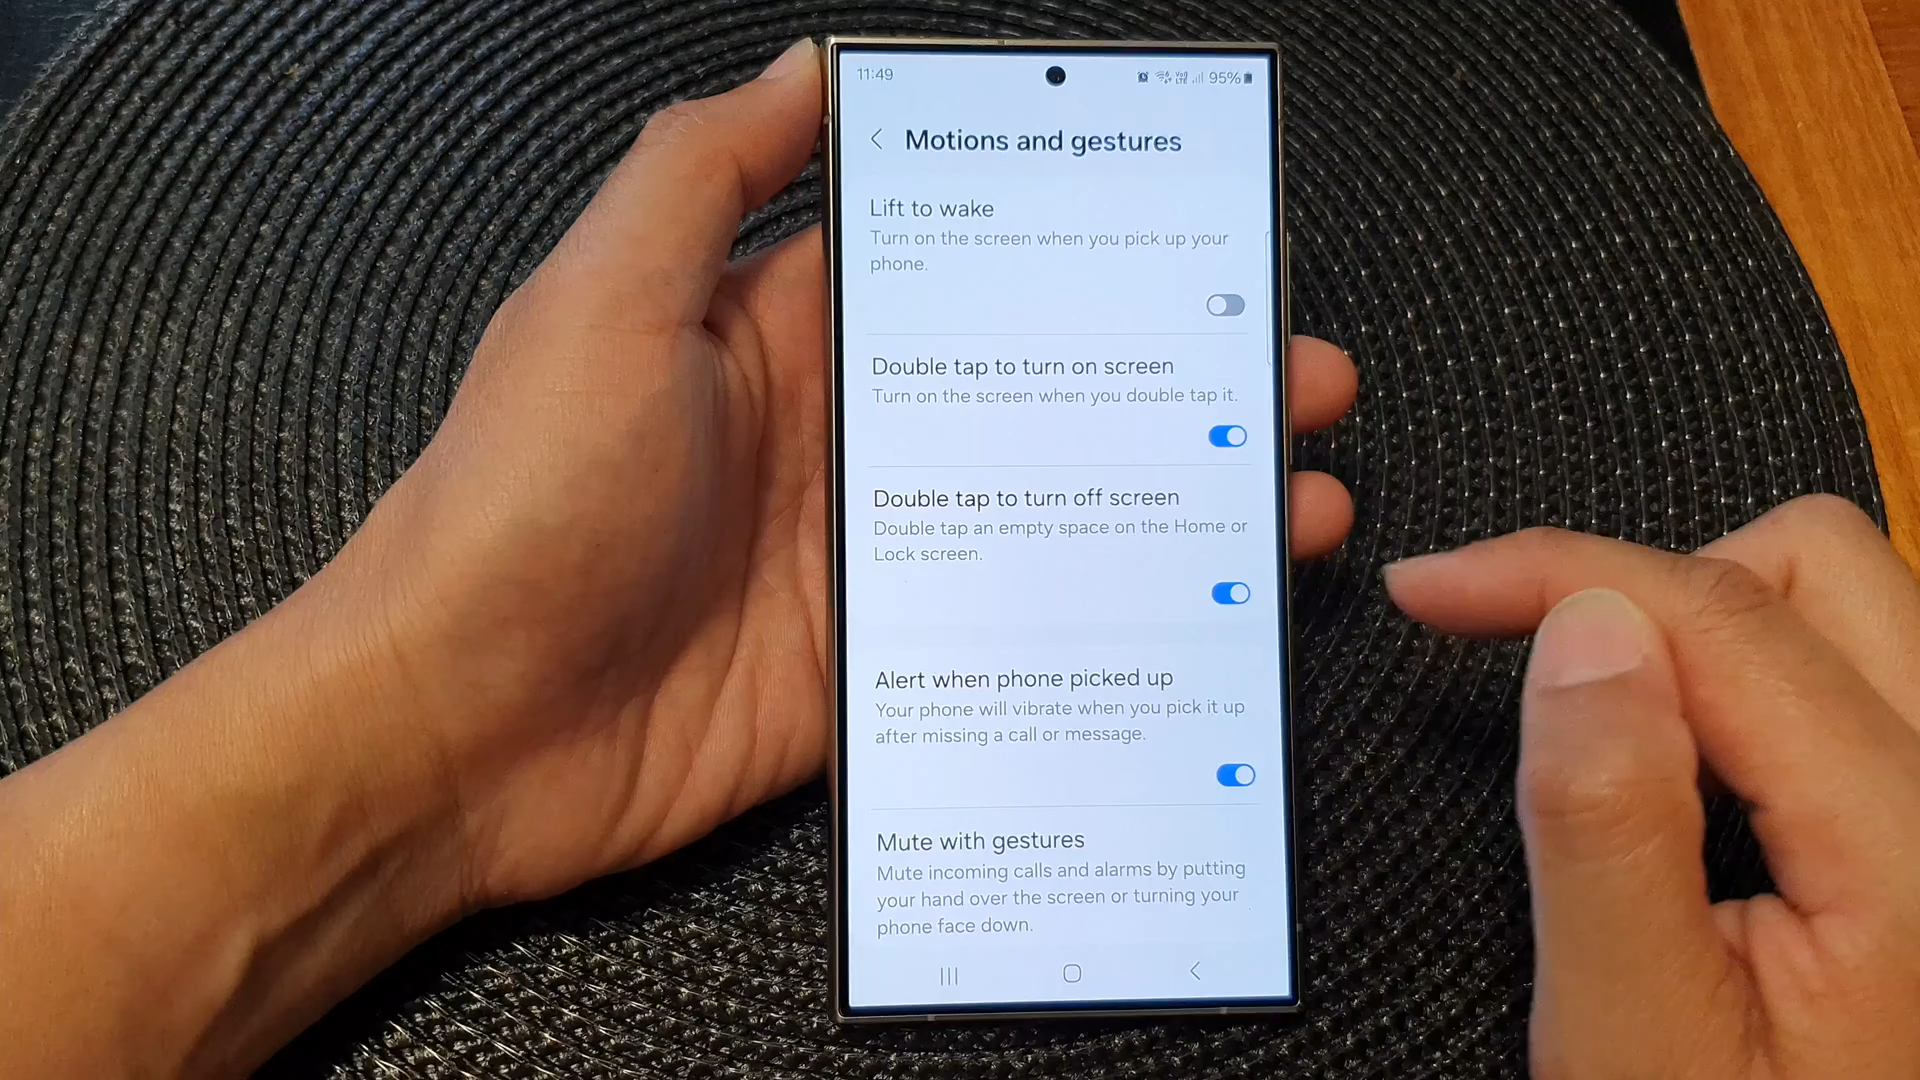 11:49
95%
Motions and gestures
Lift to wake
Turn on the screen when you pick up your
phone.
Double tap to turn on screen
Turn on the screen when you double tap it.
Double tap to turn off screen
Double tap an empty space on the Home or
Lock screen.
Alert when phone picked up
Your phone will vibrate when you pick it up
after missing a call or message.
Mute with gestures
Mute incoming calls and alarms by putting
your hand over the screen or turning your
phone face down.